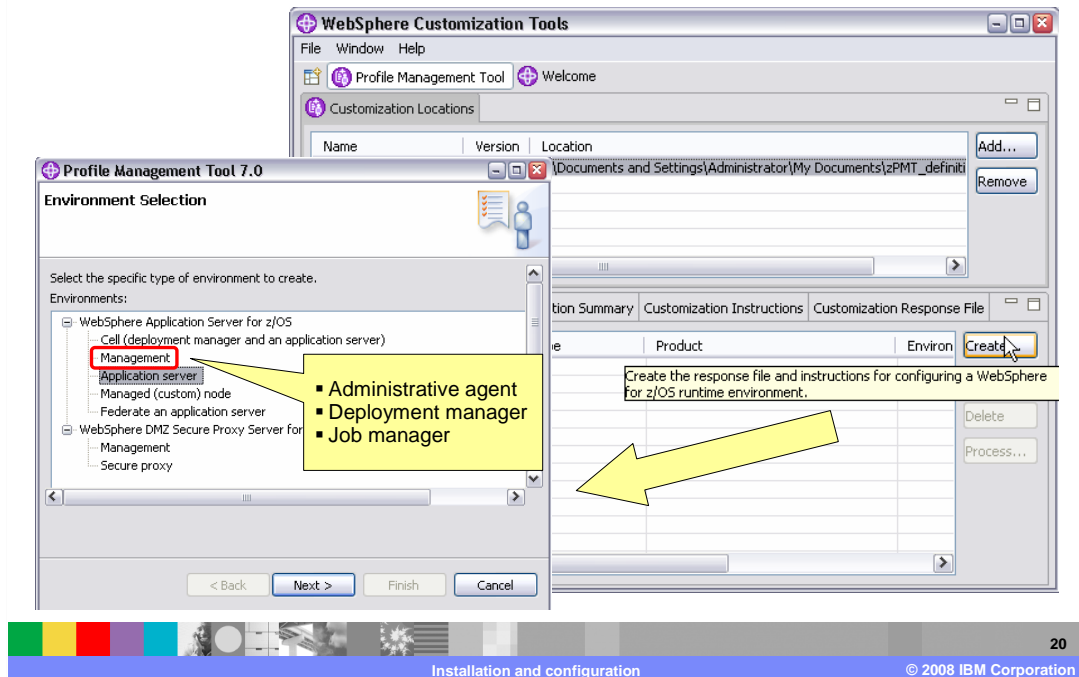 WebSphere Customization Tools
File Window Help
Profile Management Tool Welcome
Customization Locations
Name Version Location
\Documents and Settings\Administrator\My Documents\zPMT_definiti
Add...
Remove
tion Summary Customization Instructions Customization Response File
Product Environ
Create...
Create the response file and instructions for configuring a WebSphere
for z/OS runtime environment.
Delete
Process...
Profile Management Tool 7.0
Environment Selection
Select the specific type of environment to create.
Environments:
WebSphere Application Server for z/OS
Cell (deployment manager and an application server)
Management
Application server
Managed (custom) node
Federate an application server
WebSphere DMZ Secure Proxy Server for
Management
Secure proxy
▪ Administrative agent
▪ Deployment manager
▪ Job manager
< Back Next > Finish Cancel
20
Installation and configuration © 2008 IBM Corporation